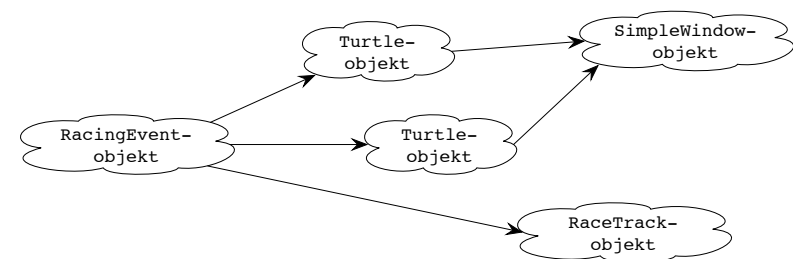 Turtle-
objekt
SimpleWindow-
objekt
RacingEvent-
objekt
Turtle-
objekt
RaceTrack-
objekt